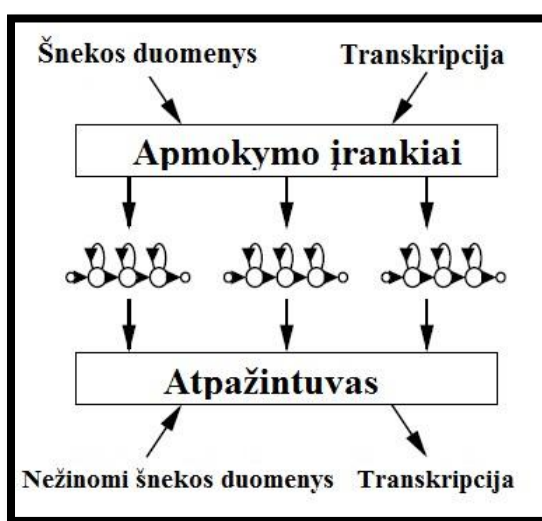 Šnekos duomenys Transkripcija
Apmokymo įrankiai
Atpažintuvas
Nežinomi šnekos duomenys Transkripcija